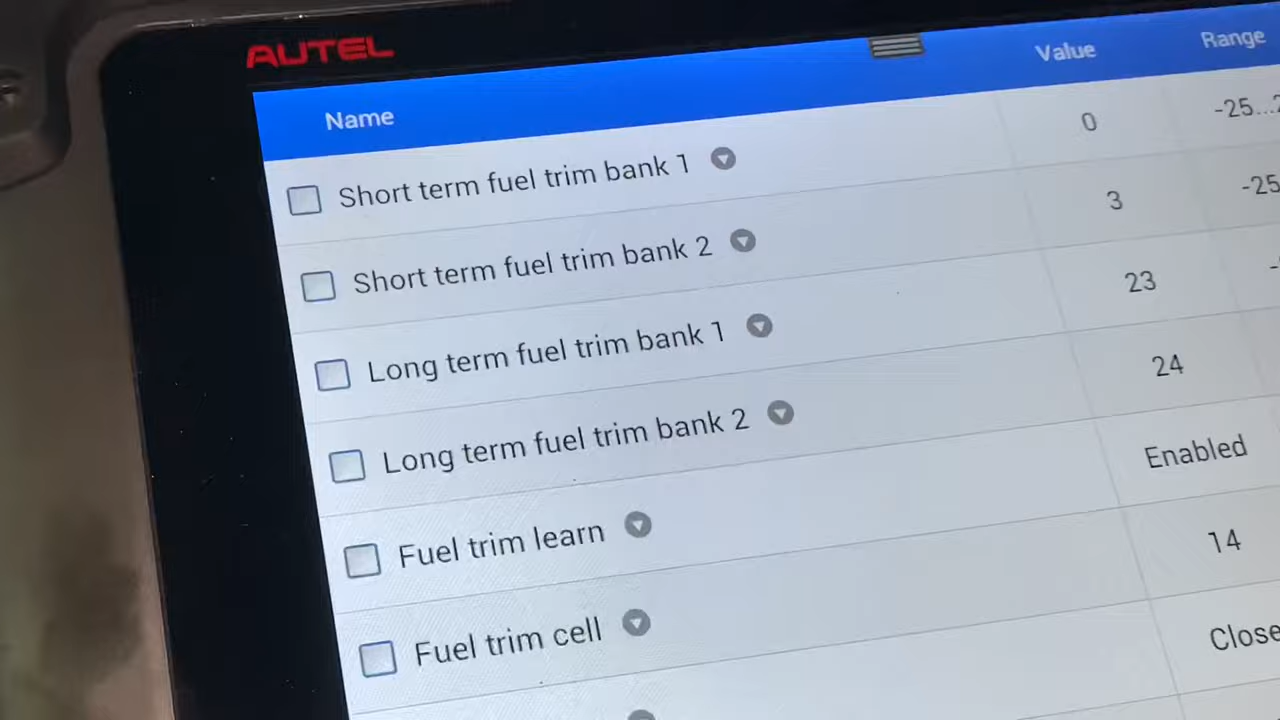 AUTEL
Name Value Range
Short term fuel trim bank 1 0 -25...
Short term fuel trim bank 2 3 -25
Long term fuel trim bank 1 23
Long term fuel trim bank 2 24
Fuel trim learn Enabled
Fuel trim cell 14
Close